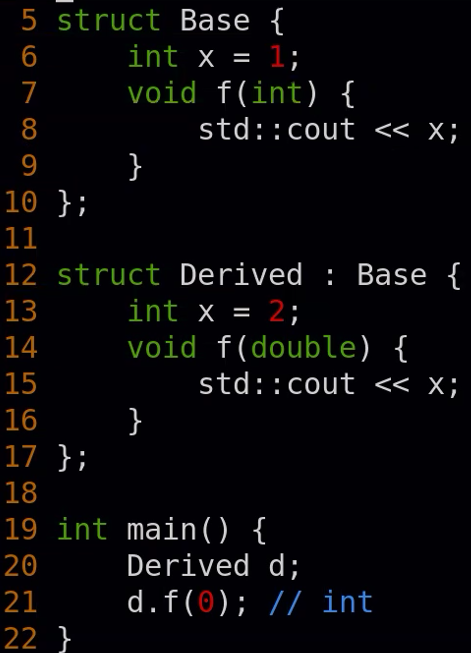 5 struct Base {
6     int x = 1;
7     void f(int) {
8         std::cout << x;
9     }
10 };
11
12 struct Derived : Base {
13     int x = 2;
14     void f(double) {
15         std::cout << x;
16     }
17 };
18
19 int main() {
20     Derived d;
21     d.f(0); // int
22 }